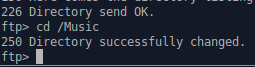 226 Directory send OK.
ftp> cd /Music
250 Directory successfully changed.
ftp>